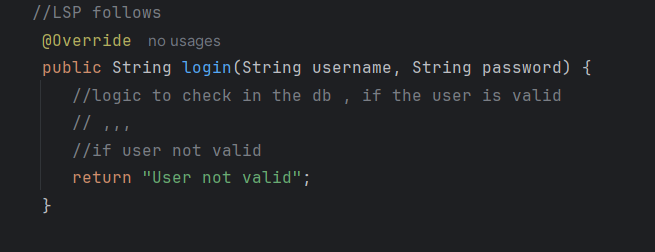 //LSP follows
@Override no usages
public String login(String username, String password) {
//logic to check in the db , if the user is valid
// ,,,
//if user not valid
return "User not valid";
}